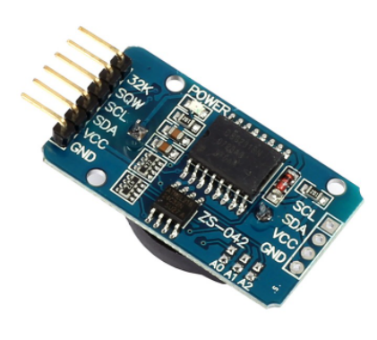 32K
SQW
SCL
SDA
VCC
GND
POWER
ZS-042
SCL
SDA
VCC
GND
A0 A1 A2